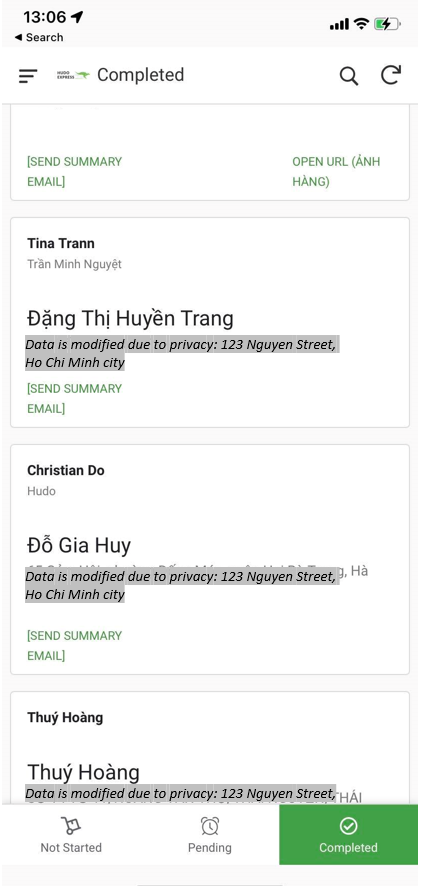 13:06
Search
HUDO
EXPRESS
Completed
[SEND SUMMARY
EMAIL]
OPEN URL (ẢNH
HÀNG)
Tina Trann
Trần Minh Nguyệt
Đặng Thị Huyền Trang
Data is modified due to privacy: 123 Nguyen Street,
Ho Chi Minh city
[SEND SUMMARY
EMAIL]
Christian Do
Hudo
Đỗ Gia Huy
Data is modified due to privacy: 123 Nguyen Street, g, Hà
Ho Chi Minh city
[SEND SUMMARY
EMAIL]
Thuý Hoàng
Thuý Hoàng
Data is modified due to privacy: 123 Nguyen Street,
THÁI
Not Started
Pending
Completed